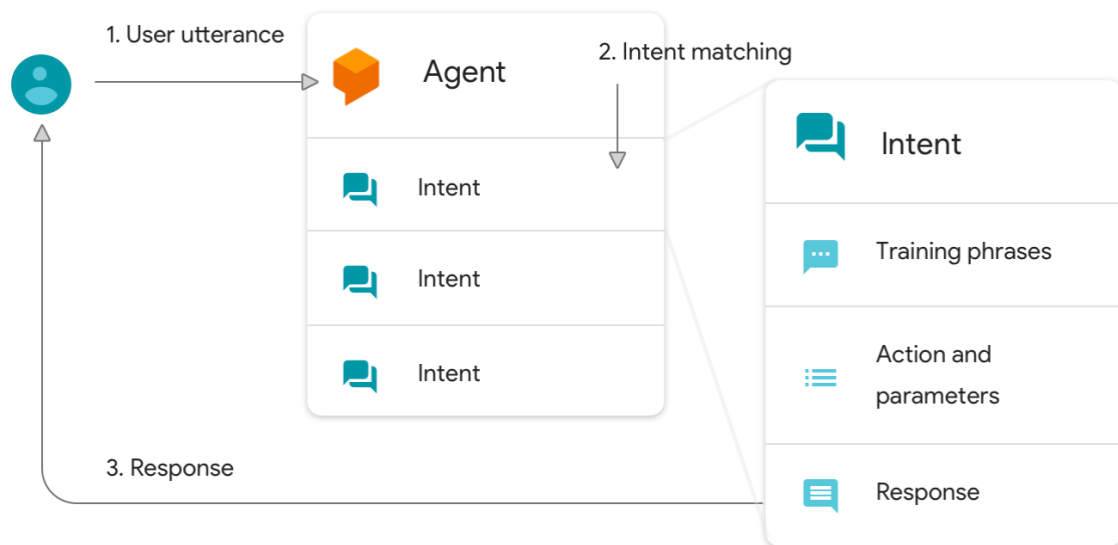 1. User utterance
Agent
2. Intent matching
Intent
Intent
Intent
Intent
Training phrases
Action and
parameters
Response
3. Response